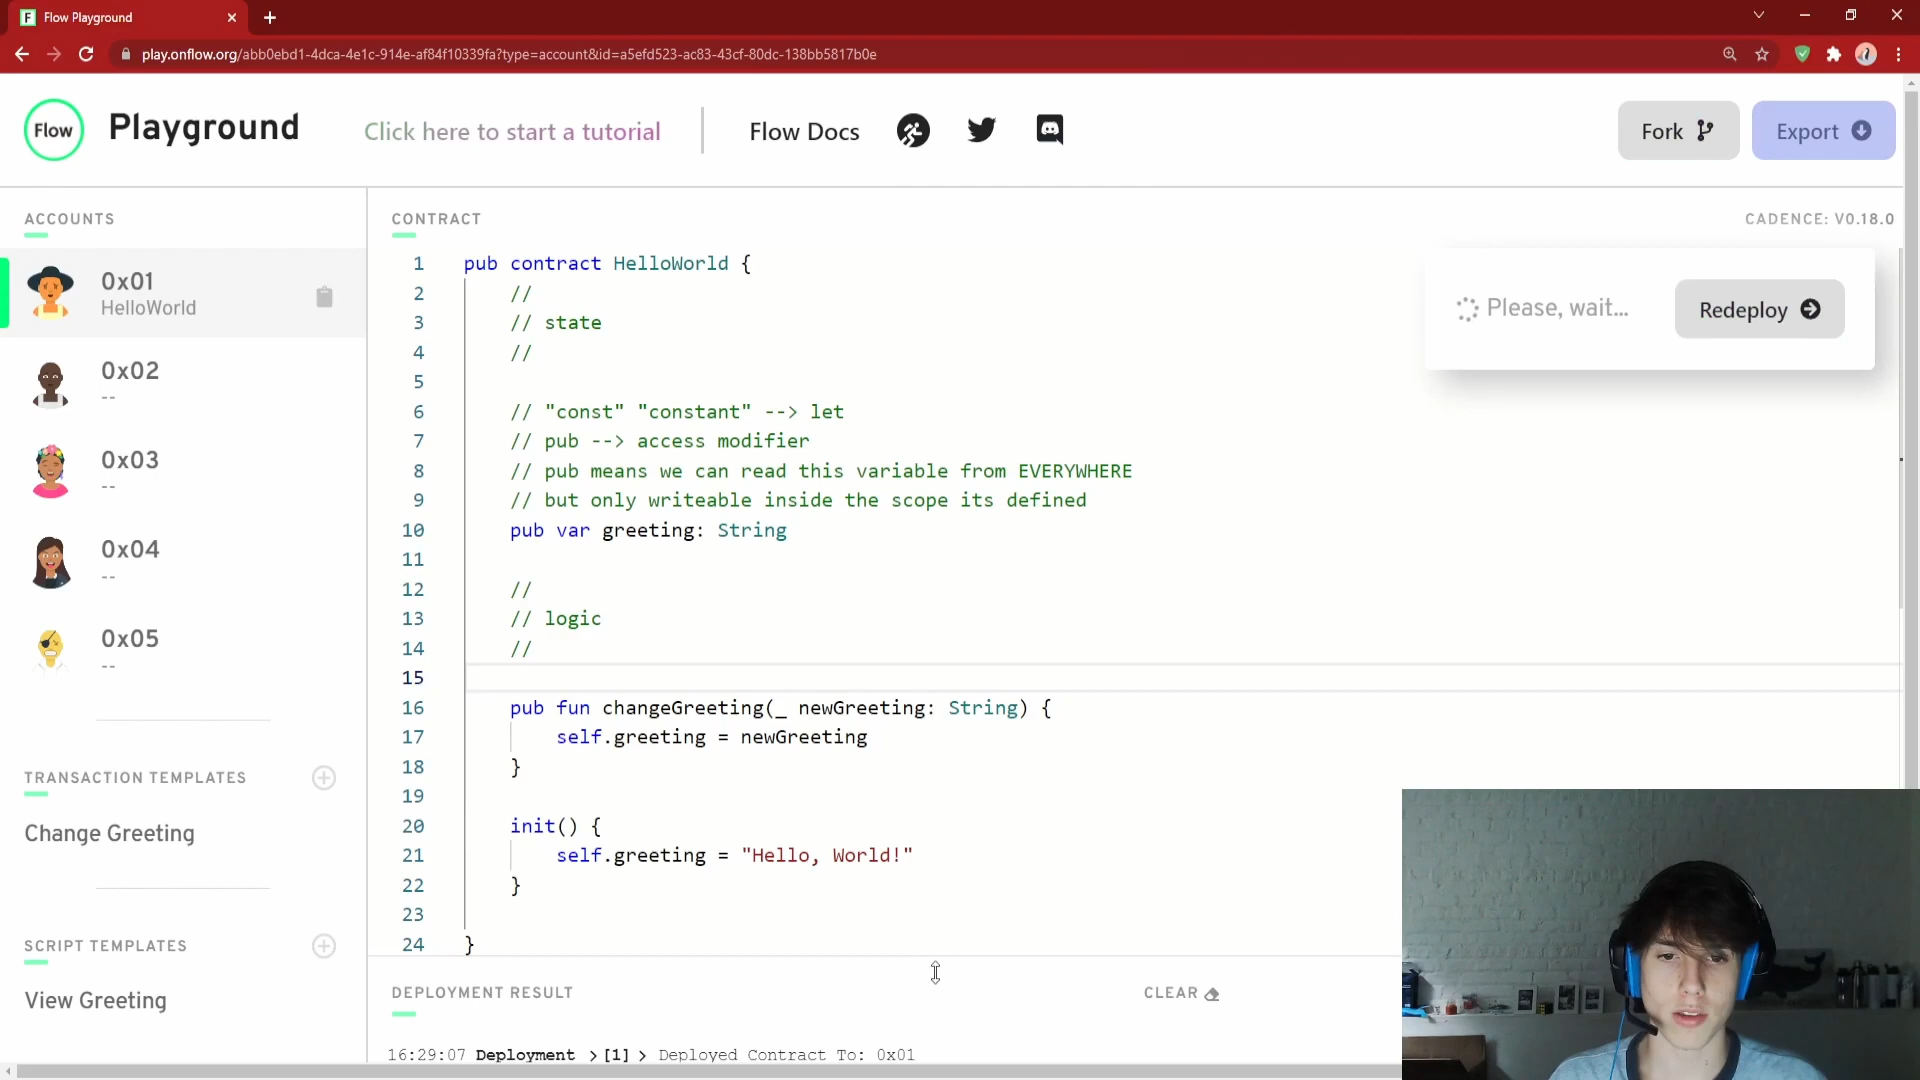 Flow Playground
play.onflow.org/abb0ebd1-4dca-4e1c-914e-af84f10339fa?type=account&id=a5efd523-ac83-43cf-80dc-138bb5817b0e
Flow
Playground
Click here to start a tutorial
Flow Docs
Fork
Export
ACCOUNTS
0x01
HelloWorld
0x02
--
0x03
--
0x04
--
0x05
--
TRANSACTION TEMPLATES
Change Greeting
SCRIPT TEMPLATES
View Greeting
CONTRACT
CADENCE: V0.18.0
Please, wait...
Redeploy
1 pub contract HelloWorld {
2 //
3 // state
4 //
5
6 // "const" "constant" --> let
7 // pub --> access modifier
8 // pub means we can read this variable from EVERYWHERE
9 // but only writeable inside the scope its defined
10 pub var greeting: String
11
12 //
13 // logic
14 //
15
16 pub fun changeGreeting(_ newGreeting: String) {
17 self.greeting = newGreeting
18 }
19
20 init() {
21 self.greeting = "Hello, World!"
22 }
23
24 }
DEPLOYMENT RESULT
CLEAR
16:29:07 Deployment > [1] > Deployed Contract To: 0x01